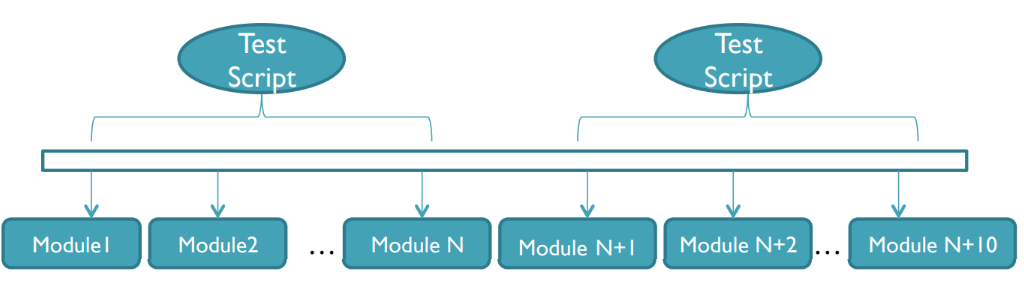 Test
Script
Test
Script
Module1
Module2
...
Module N
Module N+1
Module N+2
...
Module N+10